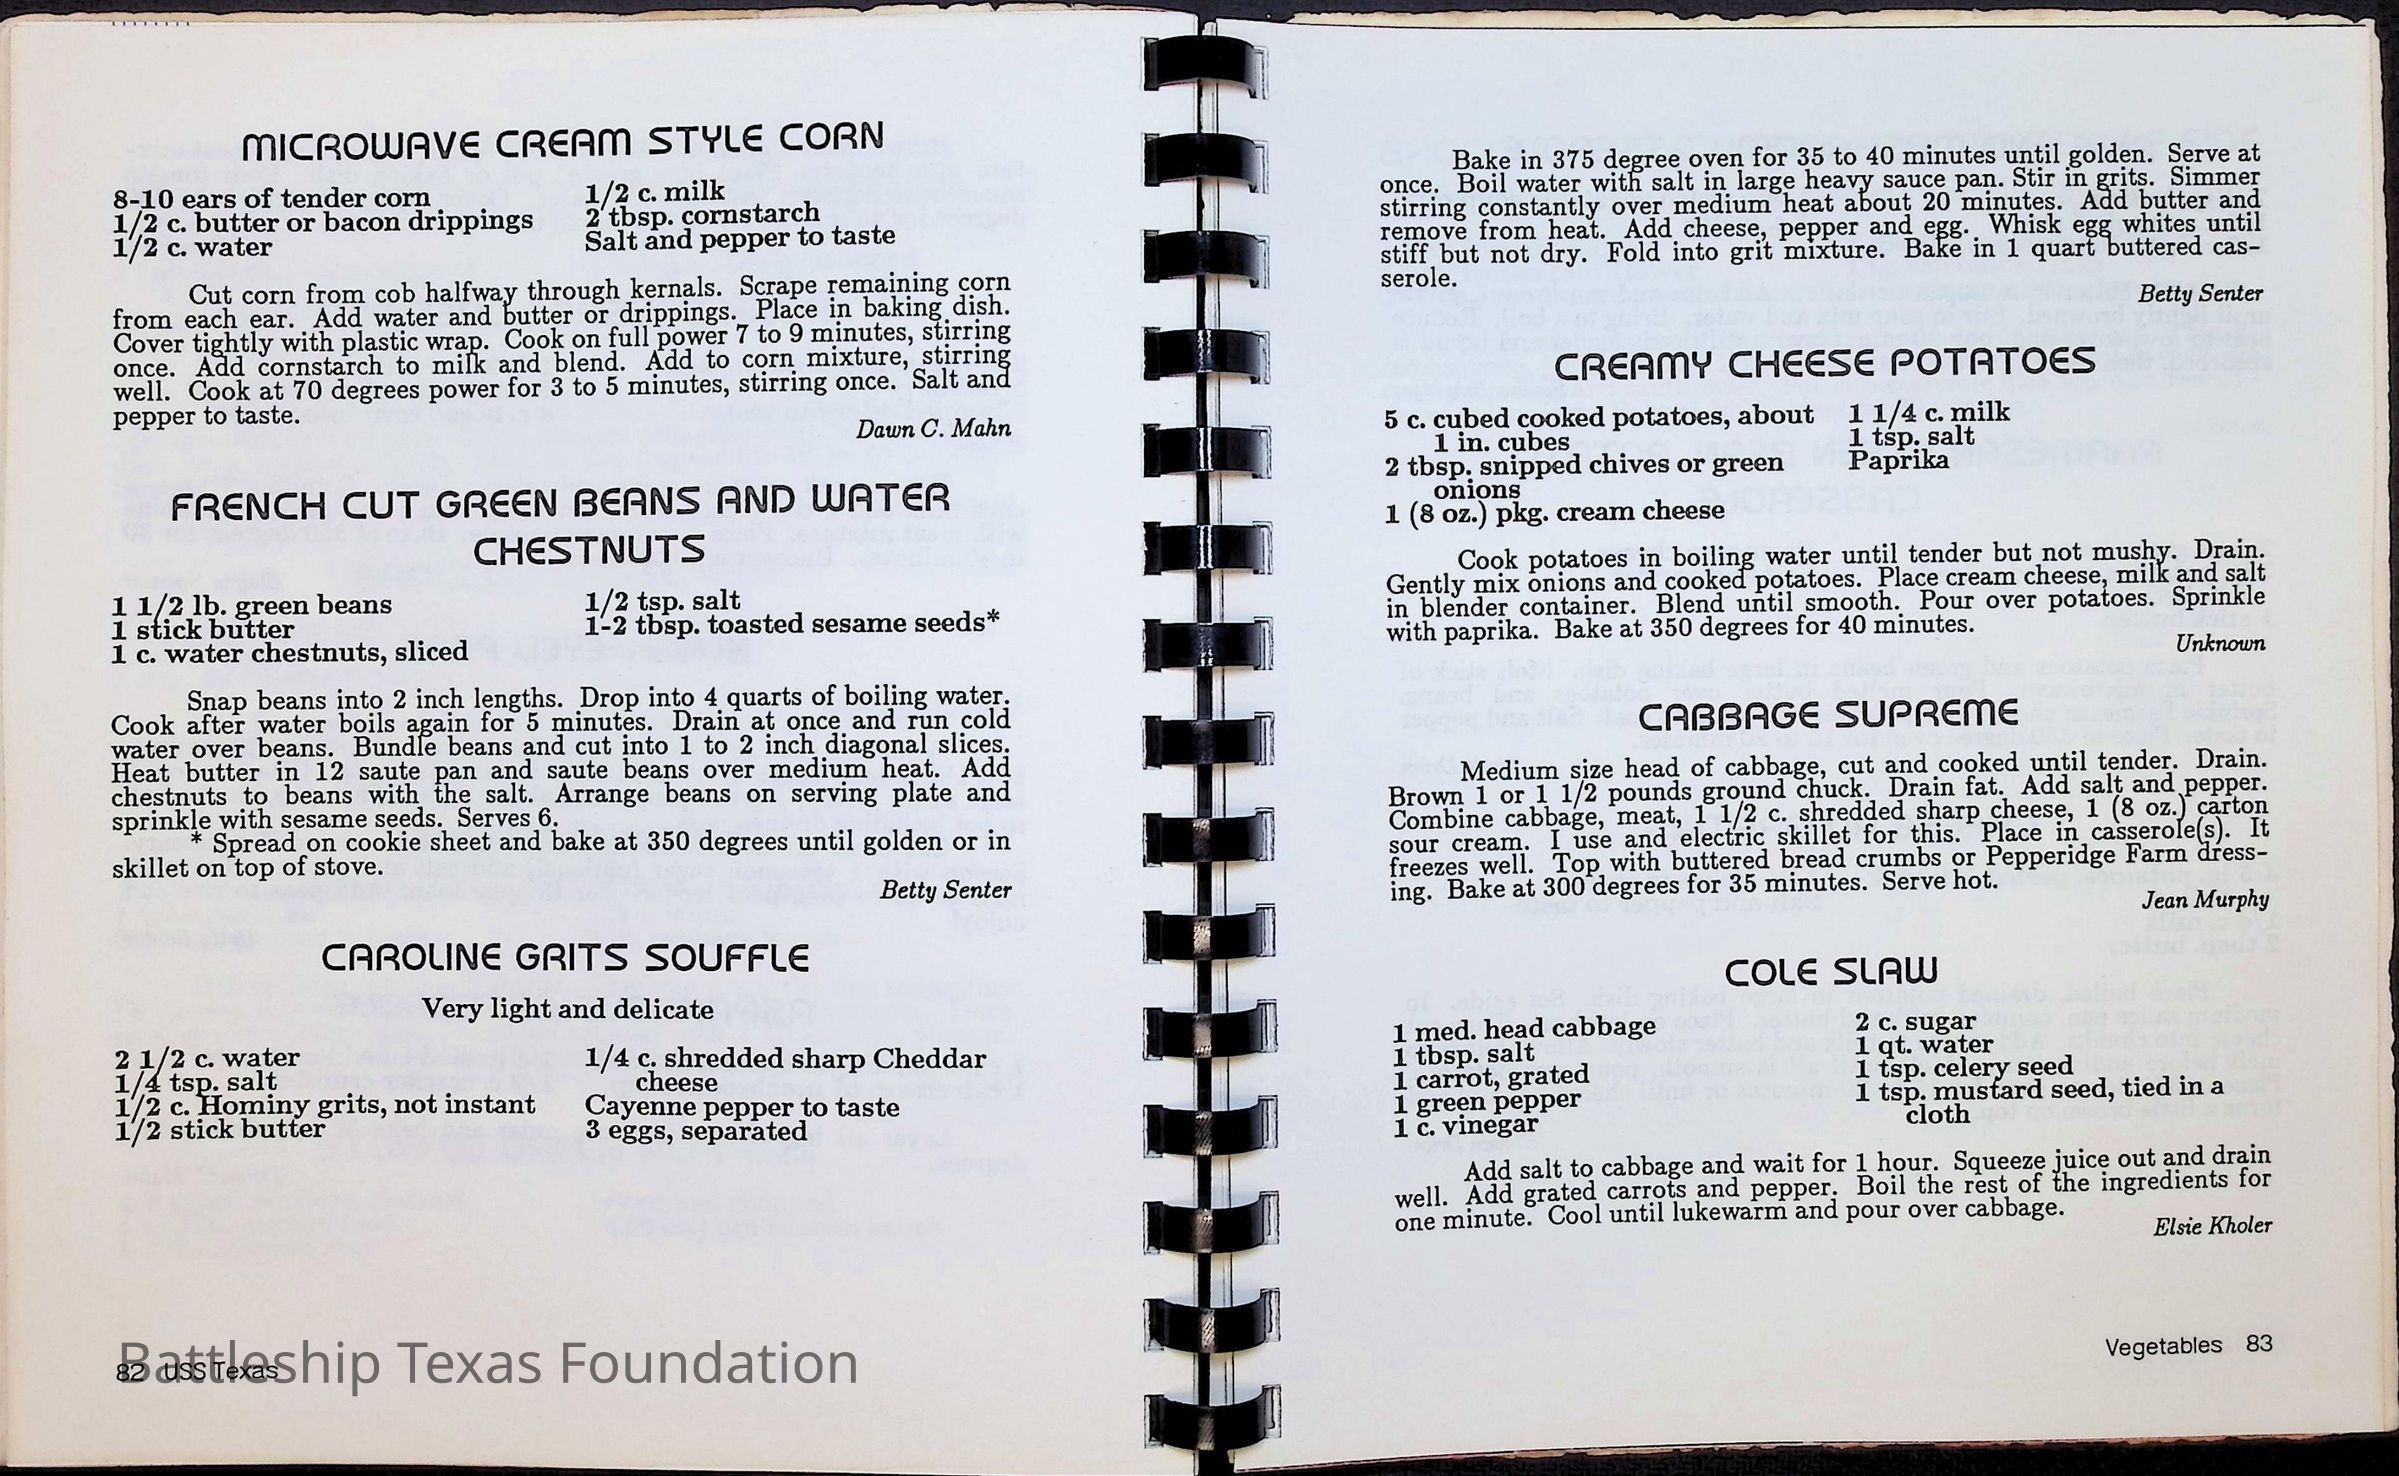 MICROWAVE CREAM STYLE CORN
8-10 ears of tender corn
1/2 c. butter or bacon drippings
1/2 c. water
1/2 c. milk
2 tbsp. cornstarch
Salt and pepper to taste
Cut corn from cob halfway through kernals. Scrape remaining corn
from each ear. Add water and butter or drippings. Place in baking dish.
Cover tightly with plastic wrap. Cook on full power 7 to 9 minutes, stirring
once. Add cornstarch to milk and blend. Add to corn mixture, stirring
well. Cook at 70 degrees power for 3 to 5 minutes, stirring once. Salt and
pepper to taste.
Dawn C. Mahn
FRENCH CUT GREEN BEANS AND WATER
CHESTNUTS
1 1/2 lb. green beans
1 stick butter
1 c. water chestnuts, sliced
1/2 tsp. salt
1-2 tbsp. toasted sesame seeds*
Snap beans into 2 inch lengths. Drop into 4 quarts of boiling water.
Cook after water boils again for 5 minutes. Drain at once and run cold
water over beans. Bundle beans and cut into 1 to 2 inch diagonal slices.
Heat butter in 12 saute pan and saute beans over medium heat. Add
chestnuts to beans with the salt. Arrange beans on serving plate and
sprinkle with sesame seeds. Serves 6.
* Spread on cookie sheet and bake at 350 degrees until golden or in
skillet on top of stove.
Betty Senter
CAROLINE GRITS SOUFFLE
Very light and delicate
2 1/2 c. water
1/4 tsp. salt
1/2 c. Hominy grits, not instant
1/2 stick butter
1/4 c. shredded sharp Cheddar
cheese
Cayenne pepper to taste
3 eggs, separated
82 USS Texas
Battleship Texas Foundation
Bake in 375 degree oven for 35 to 40 minutes until golden. Serve at
once. Boil water with salt in large heavy sauce pan. Stir in grits. Simmer
stirring constantly over medium heat about 20 minutes. Add butter and
remove from heat. Add cheese, pepper and egg. Whisk egg whites until
stiff but not dry. Fold into grit mixture. Bake in 1 quart buttered cas-
serole.
Betty Senter
CREAMY CHEESE POTATOES
5 c. cubed cooked potatoes, about
1 in. cubes
2 tbsp. snipped chives or green
onions
1 (8 oz.) pkg. cream cheese
1 1/4 c. milk
1 tsp. salt
Paprika
Cook potatoes in boiling water until tender but not mushy. Drain.
Gently mix onions and cooked potatoes. Place cream cheese, milk and salt
in blender container. Blend until smooth. Pour over potatoes. Sprinkle
with paprika. Bake at 350 degrees for 40 minutes.
Unknown
CABBAGE SUPREME
Medium size head of cabbage, cut and cooked until tender. Drain.
Brown 1 or 1 1/2 pounds ground chuck. Drain fat. Add salt and pepper.
Combine cabbage, meat, 1 1/2 c. shredded sharp cheese, 1 (8 oz.) carton
sour cream. I use and electric skillet for this. Place in casserole(s). It
freezes well. Top with buttered bread crumbs or Pepperidge Farm dress-
ing. Bake at 300 degrees for 35 minutes. Serve hot.
Jean Murphy
COLE SLAW
1 med. head cabbage
1 tbsp. salt
1 carrot, grated
1 green pepper
1 c. vinegar
2 c. sugar
1 qt. water
1 tsp. celery seed
1 tsp. mustard seed, tied in a
cloth
Add salt to cabbage and wait for 1 hour. Squeeze juice out and drain
well. Add grated carrots and pepper. Boil the rest of the ingredients for
one minute. Cool until lukewarm and pour over cabbage.
Elsie Kholer
Vegetables 83